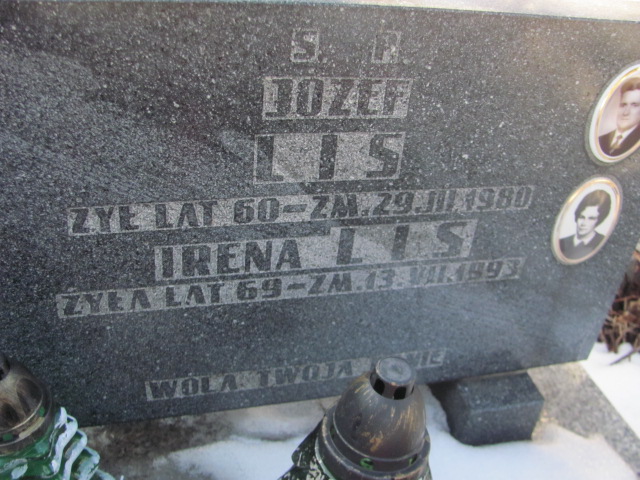 Ś. P.
JÓZEF
LIS
ŻYŁ LAT 60-ZM. 29.III.1980
IRENA LIS
ŻYŁA LAT 69-ZM. 13.VII.1993
WOLA TWOJA